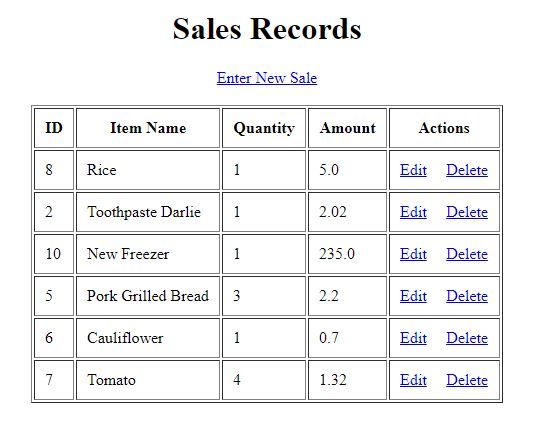 Sales Records
Enter New Sale
ID Item Name Quantity Amount Actions
8 Rice 1 5.0 Edit Delete
2 Toothpaste Darlie 1 2.02 Edit Delete
10 New Freezer 1 235.0 Edit Delete
5 Pork Grilled Bread 3 2.2 Edit Delete
6 Cauliflower 1 0.7 Edit Delete
7 Tomato 4 1.32 Edit Delete